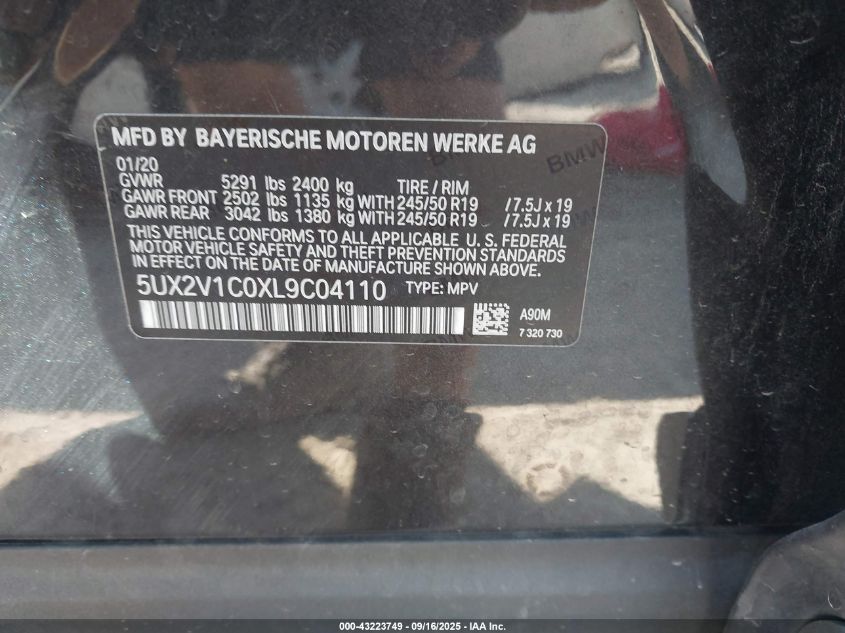 MFD BY BAYERISCHE MOTOREN WERKE AG
01/20
GVWR 5291 lbs 2400 kg TIRE / RIM
GAWR FRONT 2502 lbs 1135 kg WITH 245/50 R19 /7.5J x 19
GAWR REAR 3042 lbs 1380 kg WITH 245/50 R19 /7.5J x 19
THIS VEHICLE CONFORMS TO ALL APPLICABLE U. S. FEDERAL
MOTOR VEHICLE SAFETY AND THEFT PREVENTION STANDARDS
IN EFFECT ON THE DATE OF MANUFACTURE SHOWN ABOVE.
5UX2V1C0XL9C04110 TYPE: MPV
A90M
7 320 730
BMW
000-43223749 - 09/16/2025 - IAA Inc.